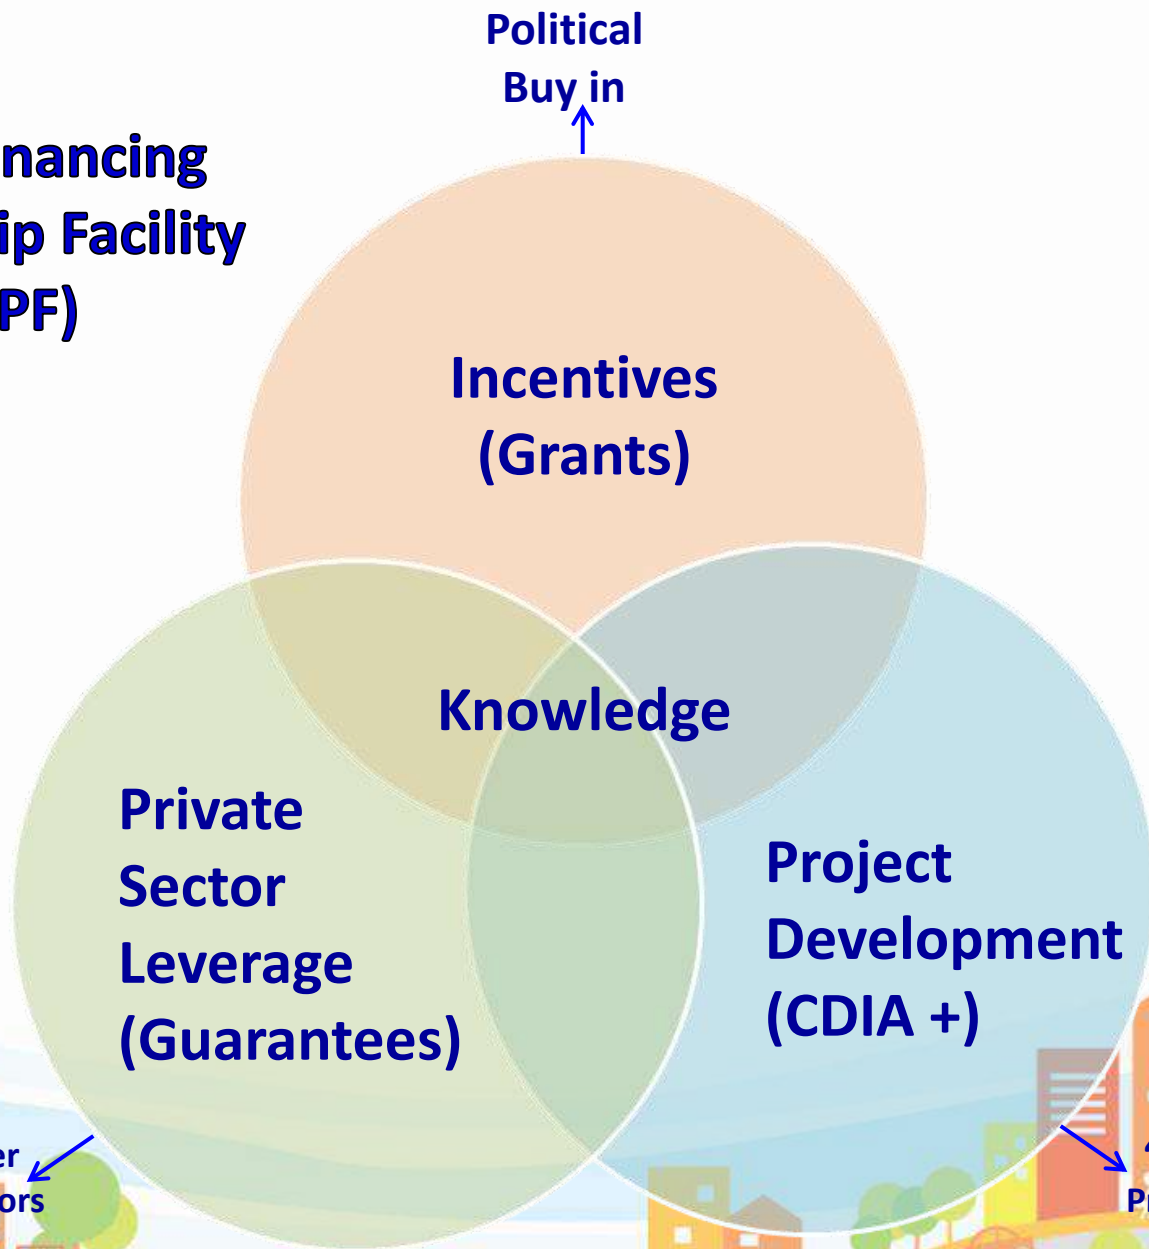 Political
Buy in
nancing
ip Facility
PF)
Incentives
(Grants)
Knowledge
Private
Sector
Leverage
(Guarantees)
Project
Development
(CDIA +)
er
ors
Pr